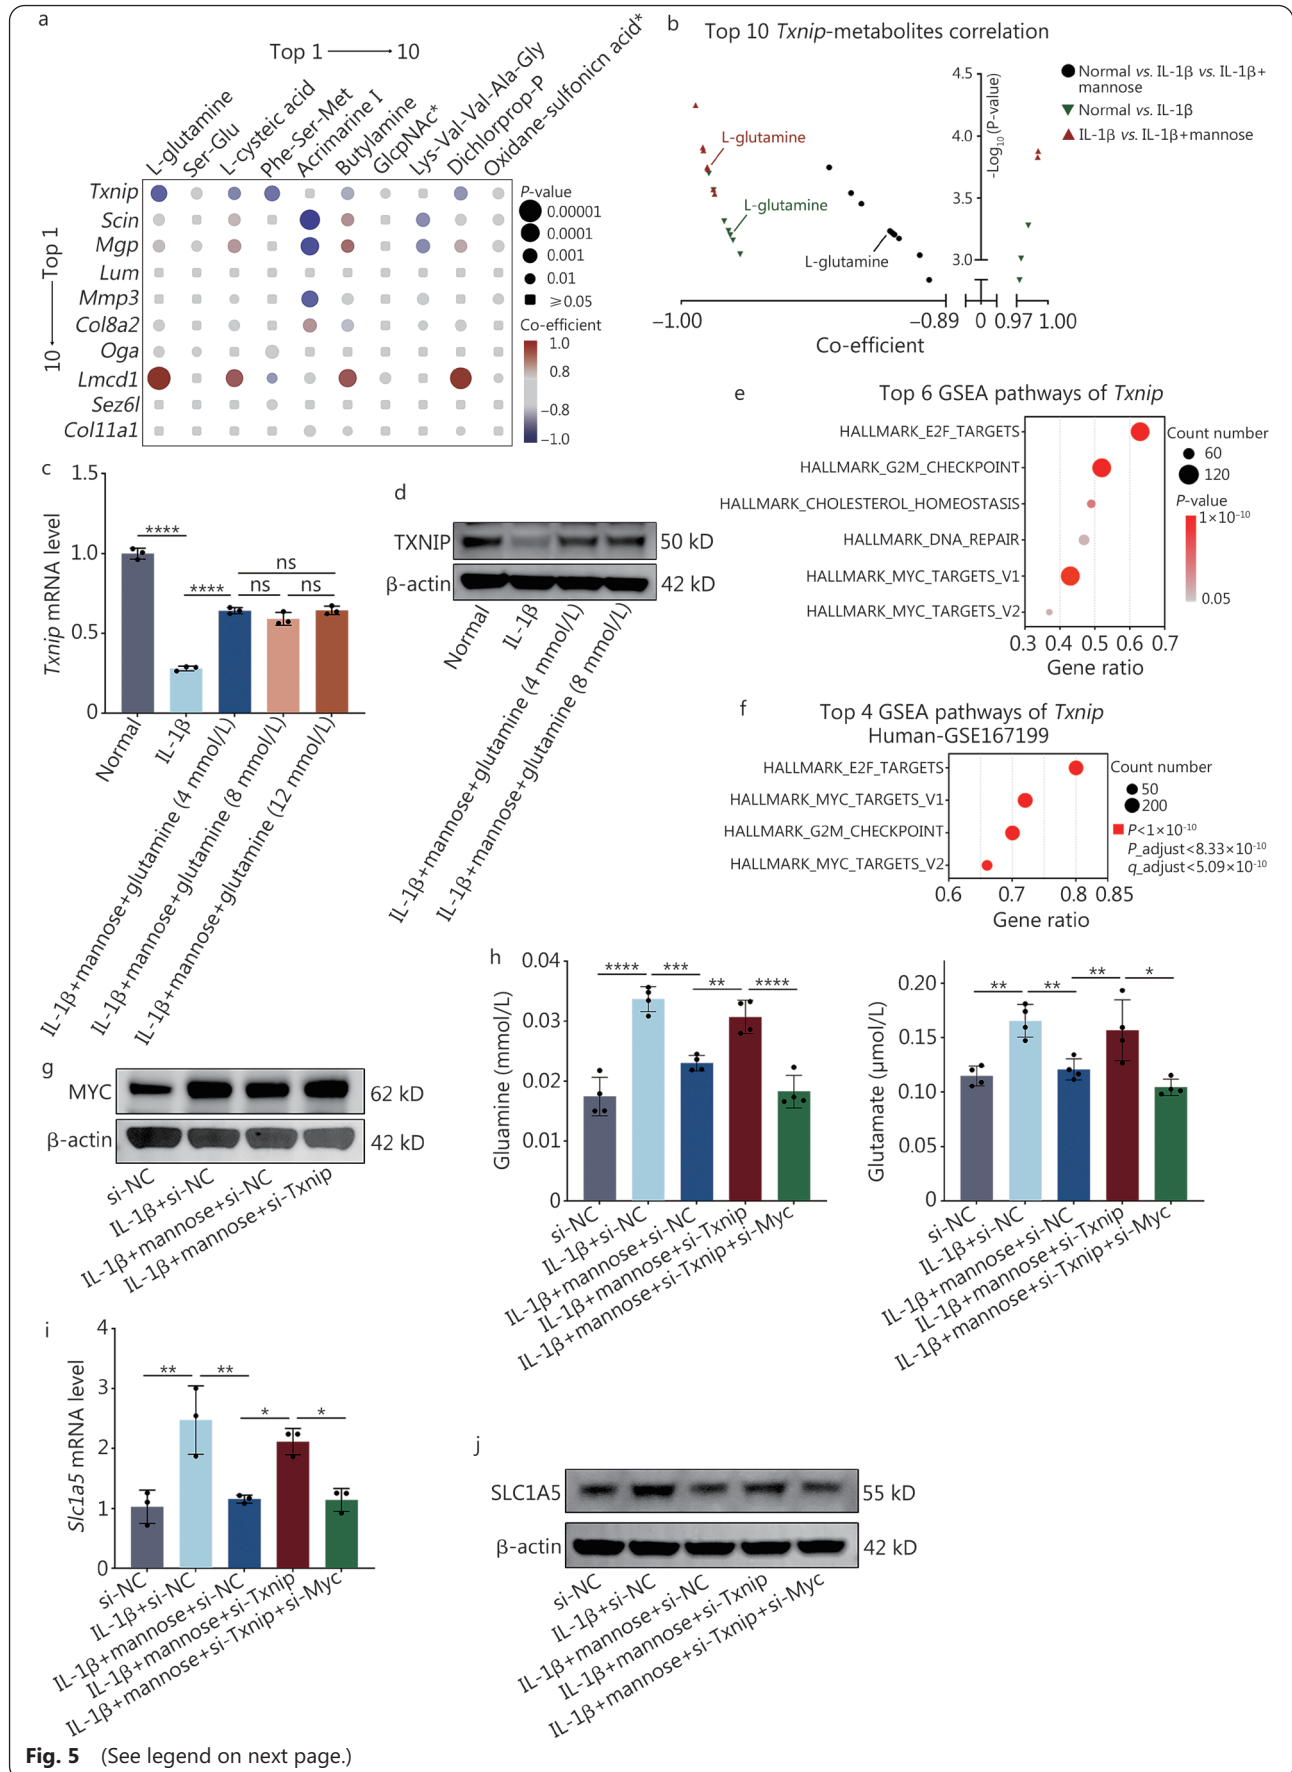 a
Top 1 → 10
L-glutamine
Ser-Glu
L-cysteic acid
Phe-Ser-Met
Acrimarine I
Butylamine
GlcpNAc*
Lys-Val-Val-Ala-Gly
Dichlorprop-P
Oxidane-sulfonicn acid*
10 ← Top 1
Txnip
Scin
Mgp
Lum
Mmp3
Col8a2
Oga
Lmcd1
Sez6l
Col11a1
P-value
0.00001
0.0001
0.001
0.01
⩾0.05
Co-efficient
1.0
0.8
−0.8
−1.0
b
Top 10 Txnip-metabolites correlation
4.5
4.0
3.5
3.0
-Log10(P-value)
L-glutamine
L-glutamine
L-glutamine
−1.00
−0.89
0
0.97
1.00
Co-efficient
Normal vs. IL-1β vs. IL-1β+
mannose
Normal vs. IL-1β
IL-1β vs. IL-1β+mannose
c
Txnip mRNA level
1.5
1.0
0.5
0
****
****
ns
ns
ns
Normal
IL-1β
IL-1β+mannose+glutamine (4 mmol/L)
IL-1β+mannose+glutamine (8 mmol/L)
IL-1β+mannose+glutamine (12 mmol/L)
d
TXNIP
50 kD
β-actin
42 kD
Normal
IL-1β
IL-1β+mannose+glutamine (4 mmol/L)
IL-1β+mannose+glutamine (8 mmol/L)
e
Top 6 GSEA pathways of Txnip
HALLMARK_E2F_TARGETS
HALLMARK_G2M_CHECKPOINT
HALLMARK_CHOLESTEROL_HOMEOSTASIS
HALLMARK_DNA_REPAIR
HALLMARK_MYC_TARGETS_V1
HALLMARK_MYC_TARGETS_V2
0.3 0.4 0.5 0.6 0.7
Gene ratio
Count number
60
120
P-value
1×10−10
0.05
f
Top 4 GSEA pathways of Txnip
Human-GSE167199
HALLMARK_E2F_TARGETS
HALLMARK_MYC_TARGETS_V1
HALLMARK_G2M_CHECKPOINT
HALLMARK_MYC_TARGETS_V2
0.6 0.7 0.8 0.85
Gene ratio
Count number
50
200
P<1×10−10
P_adjust<8.33×10−10
q_adjust<5.09×10−10
g
MYC
62 kD
β-actin
42 kD
si-NC
IL-1β+si-NC
IL-1β+mannose+si-NC
IL-1β+mannose+si-Txnip
h
Gluamine (mmol/L)
0.04
0.03
0.02
0.01
0
**** *** ** ****
si-NC
IL-1β+si-NC
IL-1β+mannose+si-NC
IL-1β+mannose+si-Txnip
IL-1β+mannose+si-Txnip+si-Myc
Glutamate (μmol/L)
0.20
0.15
0.10
0.05
0
** ** ** *
si-NC
IL-1β+si-NC
IL-1β+mannose+si-NC
IL-1β+mannose+si-Txnip
IL-1β+mannose+si-Txnip+si-Myc
i
Slc1a5 mRNA level
4
3
2
1
0
** ** * *
si-NC
IL-1β+si-NC
IL-1β+mannose+si-NC
IL-1β+mannose+si-Txnip
IL-1β+mannose+si-Txnip+si-Myc
j
SLC1A5
55 kD
β-actin
42 kD
si-NC
IL-1β+si-NC
IL-1β+mannose+si-NC
IL-1β+mannose+si-Txnip
IL-1β+mannose+si-Txnip+si-Myc
Fig. 5 (See legend on next page.)